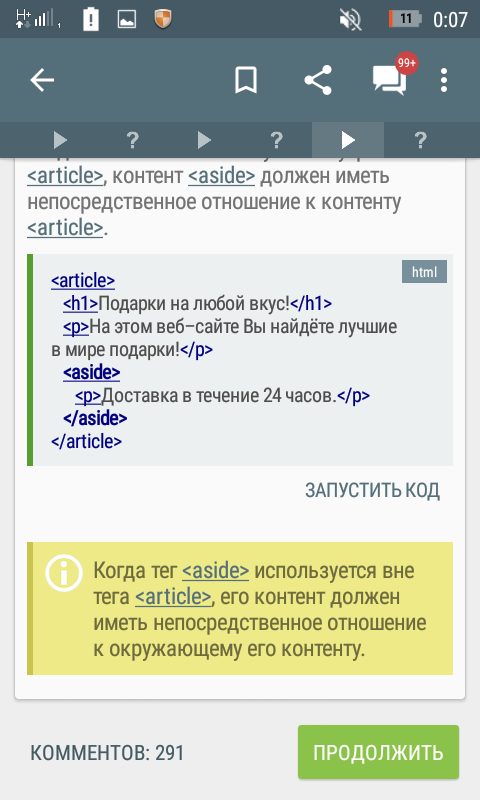 11 0:07
99+
? ? ?
<article>, контент <aside> должен иметь
непосредственное отношение к контенту
<article>.
html
<article>
<h1>Подарки на любой вкус!</h1>
<p>На этом веб–сайте Вы найдёте лучшие
в мире подарки!</p>
<aside>
<p>Доставка в течение 24 часов.</p>
</aside>
</article>
ЗАПУСТИТЬ КОД
Когда тег <aside> используется вне
тега <article>, его контент должен
иметь непосредственное отношение
к окружающему его контенту.
КОММЕНТОВ: 291
ПРОДОЛЖИТЬ